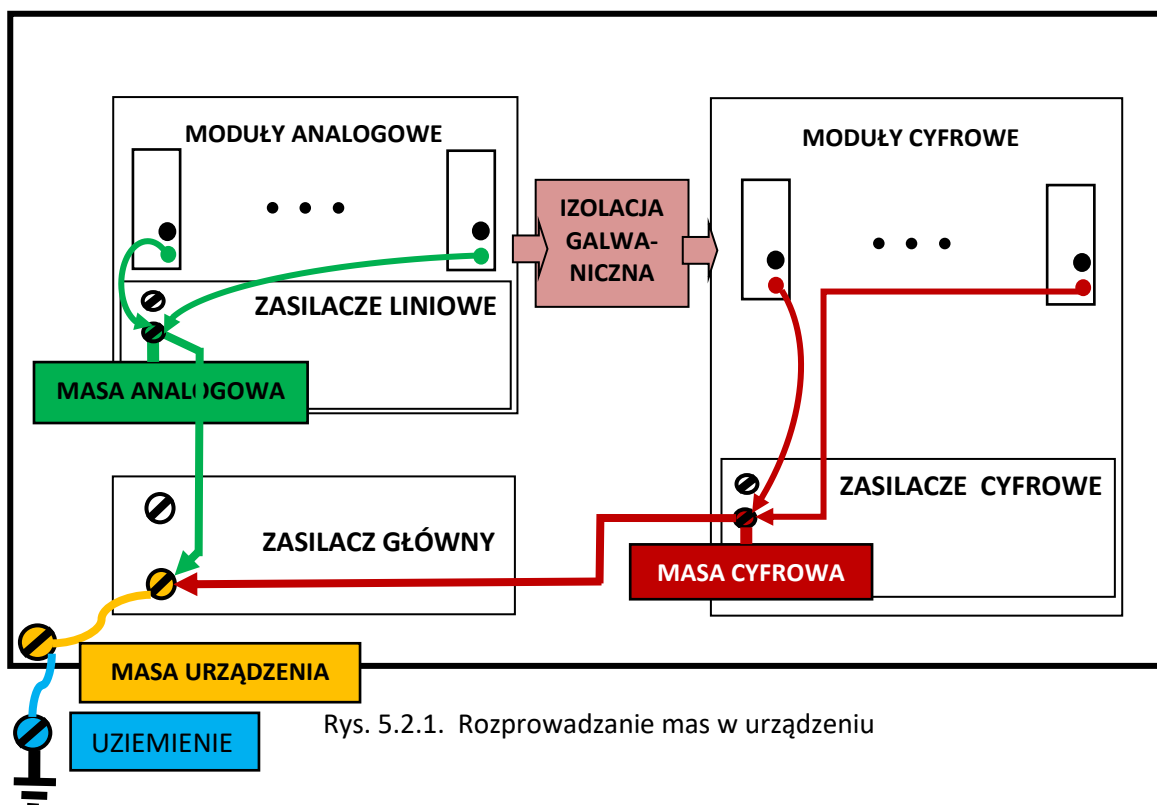 MODUŁY ANALOGOWE
MODUŁY CYFROWE
IZOLACJA
GALWA-
NICZNA
ZASILACZE LINIOWE
MASA ANALOGOWA
ZASILACZE CYFROWE
ZASILACZ GŁÓWNY
MASA CYFROWA
MASA URZĄDZENIA
Rys. 5.2.1. Rozprowadzanie mas w urządzeniu
UZIEMIENIE